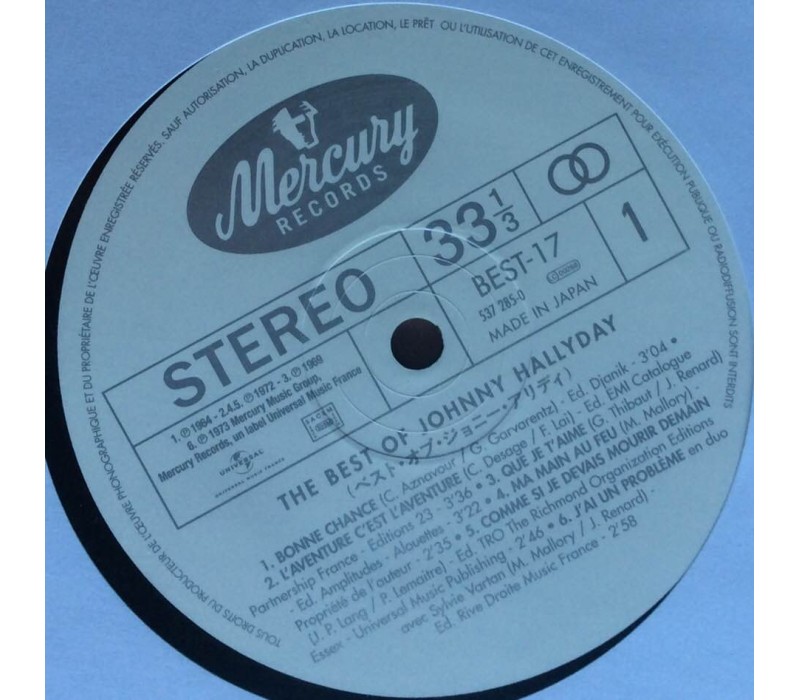 TOUS DROITS DU PRODUCTEUR DE L'ŒUVRE PHONOGRAPHIQUE ET DU PROPRIÉTAIRE DE L'ŒUVRE ENREGISTRÉE RÉSERVÉS, SAUF AUTORISATION, LA DUPLICATION, LA LOCATION, LE PRÊT OU L'UTILISATION DE CET ENREGISTREMENT POUR EXÉCUTION PUBLIQUE OU RADIODIFFUSION SONT INTERDITS
Mercury
RECORDS
STEREO
33 1/3
BEST-17
537 285-0
MADE IN JAPAN
1
1. ℗1964 - 2.4.5. ℗1972 - 3. ℗1969
6. ℗1973 Mercury Music Group,
Mercury Records, un label Universal Music France
UNIVERSAL
UNIVERSAL MUSIC FRANCE
THE BEST OF JOHNNY HALLYDAY
(ベスト・オブ・ジョニー・アリディ)
1. BONNE CHANCE (C. Aznavour / G. Garvarentz) - Ed. Djanik - 3'04 •
2. L'AVENTURE C'EST L'AVENTURE (C. Desage / F. Lai) - Ed. EMI Catalogue
Partnership France - Editions 23 - 3'36 • 3. QUE JE T'AIME (G. Thibaut / J. Renard)
- Ed. Amplitudes - Alouettes - 3'22 • 4. MA MAIN AU FEU (M. Mallory) -
Propriété de l'auteur - 2'35 • 5. COMME SI JE DEVAIS MOURIR DEMAIN
(J. P. Lang / P. Lemaitre) - Ed. TRO The Richmond Organization Editions
Essex - Universal Music Publishing - 2'46 • 6. J'AI UN PROBLÈME en duo
avec Sylvie Vartan (M. Mallory / J. Renard) -
Ed. Rive Droite Music France - 2'58